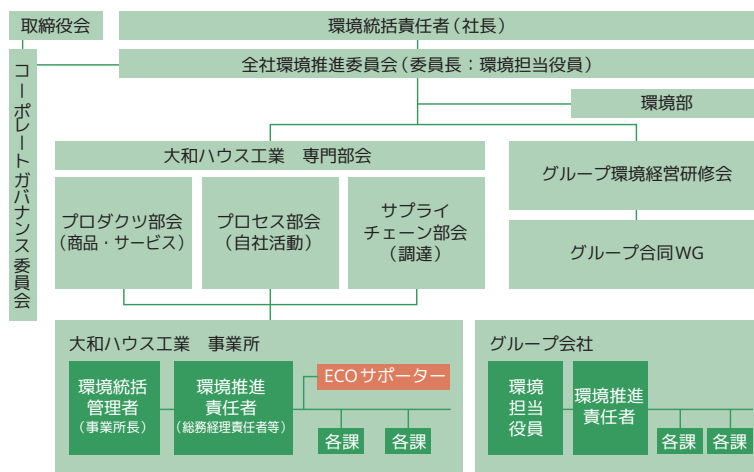 取締役会
環境統括責任者（社長）
コーポレートガバナンス委員会
全社環境推進委員会（委員長：環境担当役員）
環境部
大和ハウス工業　専門部会
グループ環境経営研修会
プロダクツ部会
（商品・サービス）
プロセス部会
（自社活動）
サプライ
チェーン部会
（調達）
グループ合同WG
大和ハウス工業　事業所
環境統括
管理者
（事業所長）
環境推進
責任者
（総務経理責任者等）
ECOサポーター
各課
各課
グループ会社
環境
担当
役員
環境推進
責任者
各課
各課